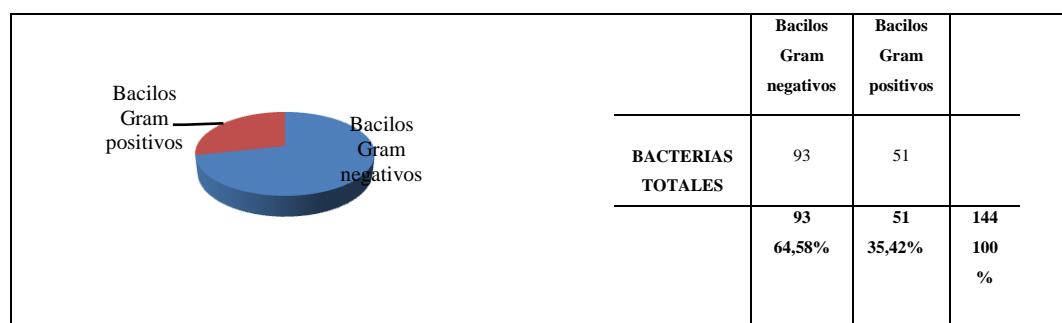 Bacilos
Gram
positivos
Bacilos
Gram
negativos
Bacilos
Gram
negativos
Bacilos
Gram
positivos
BACTERIAS
TOTALES
93
51
93
64,58%
51
35,42%
144
100
%